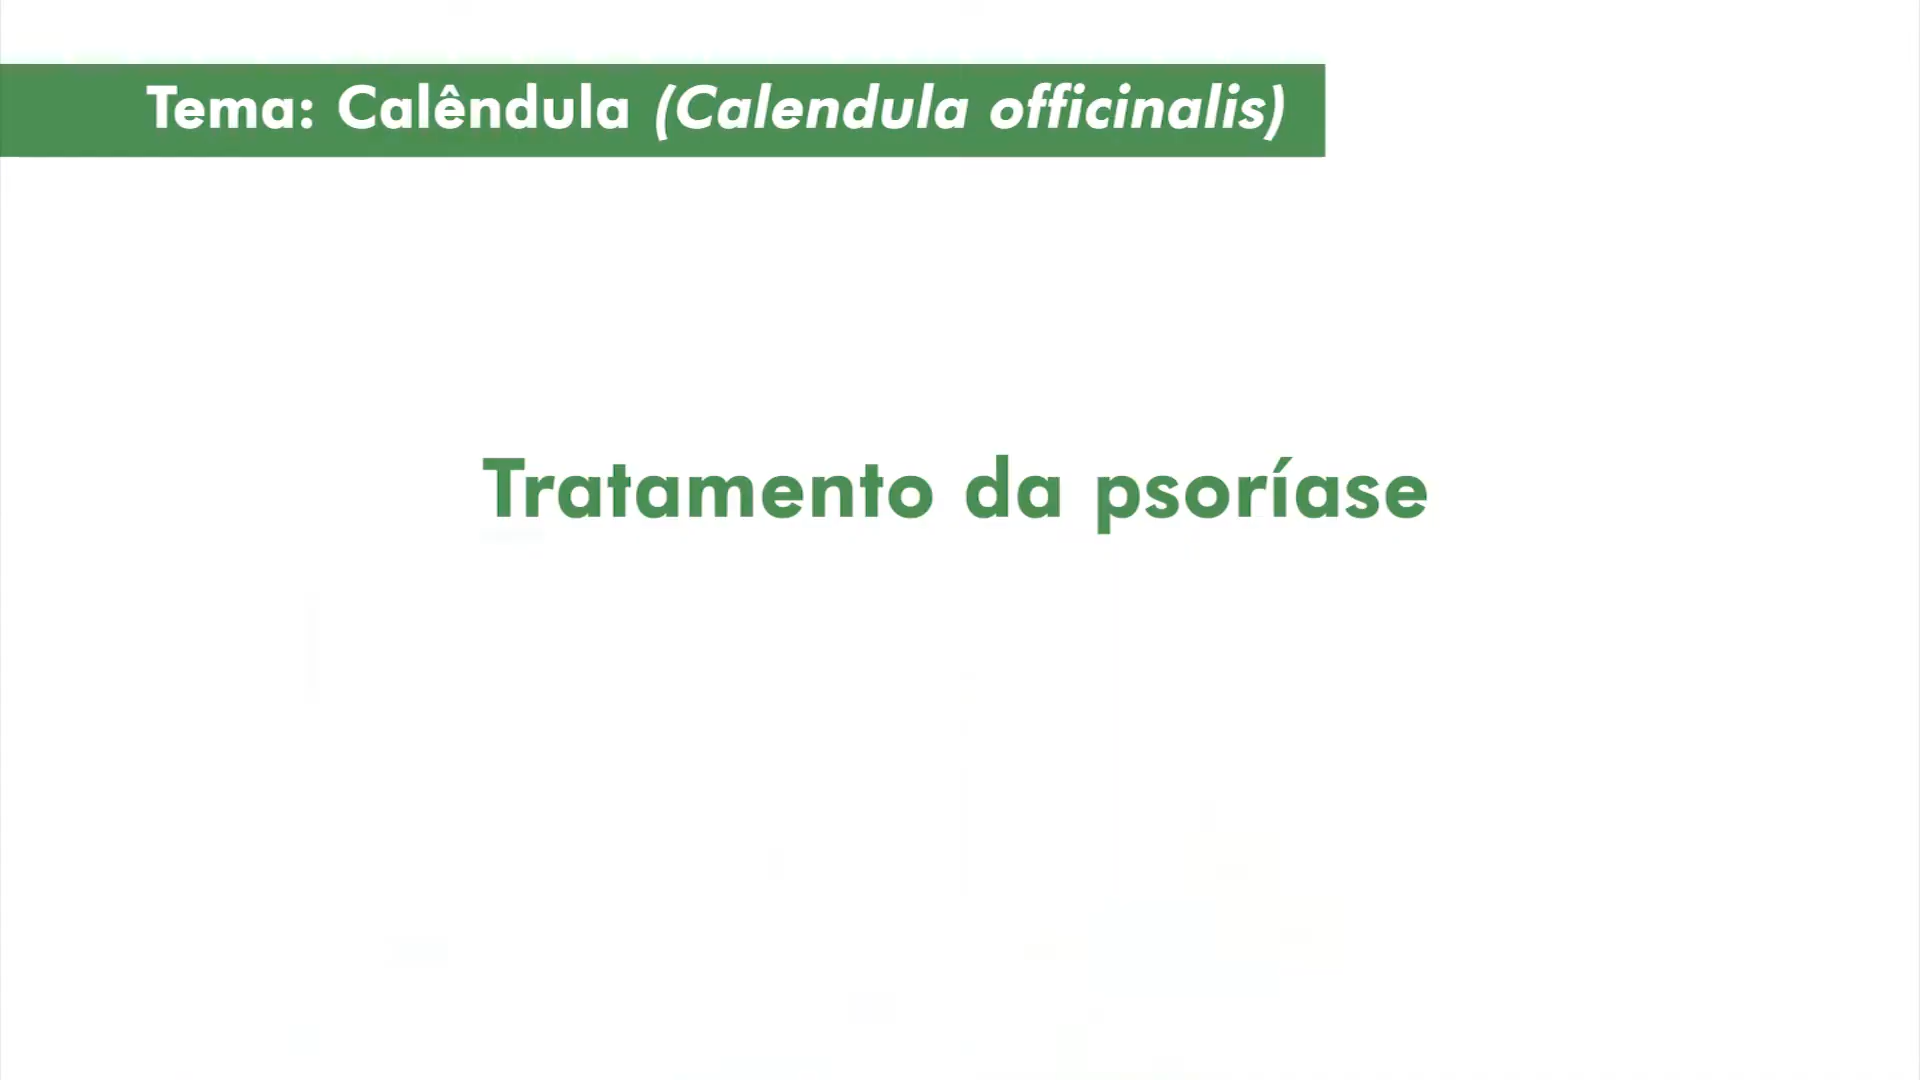 Tema: Calêndula (Calendula officinalis)
Tratamento da psoríase